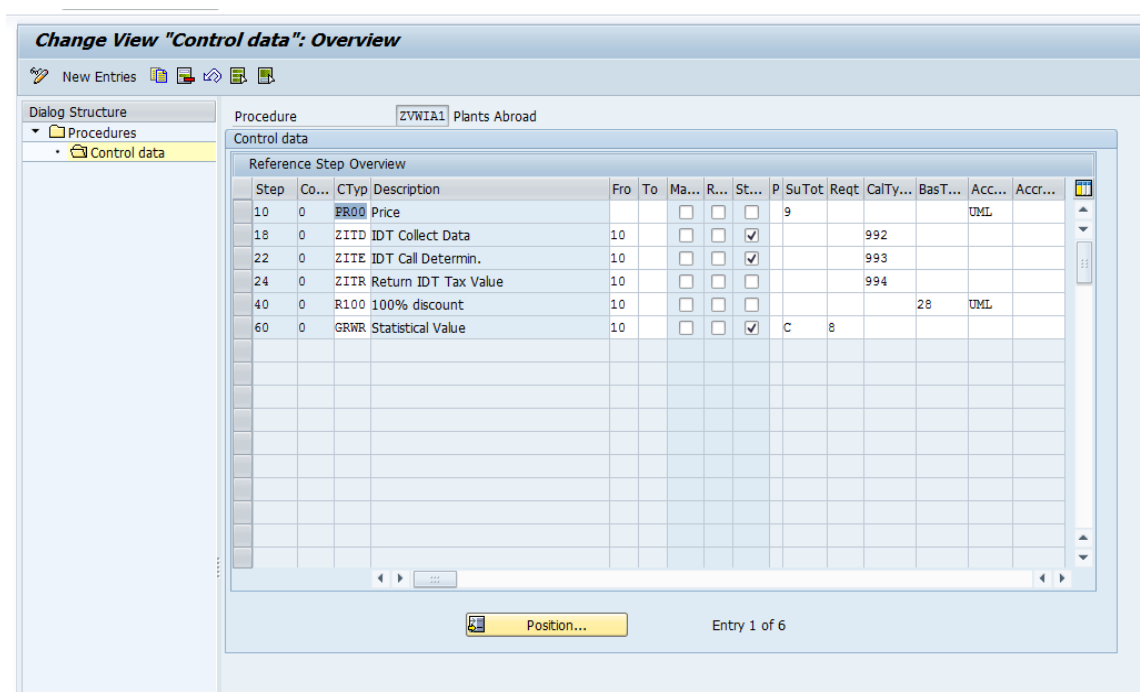 Change View "Control data": Overview
New Entries
Dialog Structure
Procedures
Control data
Procedure ZVWIA1 Plants Abroad
Control data
Reference Step Overview
Step Co... CTyp Description Fro To Ma... R... St... P SuTot Reqt CalTy... BasT... Acc... Accr...
10 0 PR00 Price 9 UML
18 0 ZITD IDT Collect Data 10 992
22 0 ZITE IDT Call Determin. 10 993
24 0 ZITR Return IDT Tax Value 10 994
40 0 R100 100% discount 10 28 UML
60 0 GRWR Statistical Value 10 C 8
Position... Entry 1 of 6